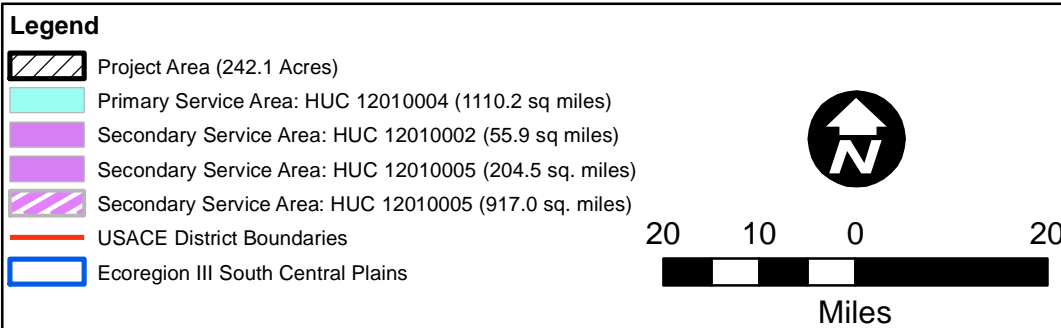 Legend
Project Area (242.1 Acres)
Primary Service Area: HUC 12010004 (1110.2 sq miles)
Secondary Service Area: HUC 12010002 (55.9 sq miles)
Secondary Service Area: HUC 12010005 (204.5 sq. miles)
Secondary Service Area: HUC 12010005 (917.0 sq. miles)
USACE District Boundaries
Ecoregion III South Central Plains
N
20 10 0 20
Miles